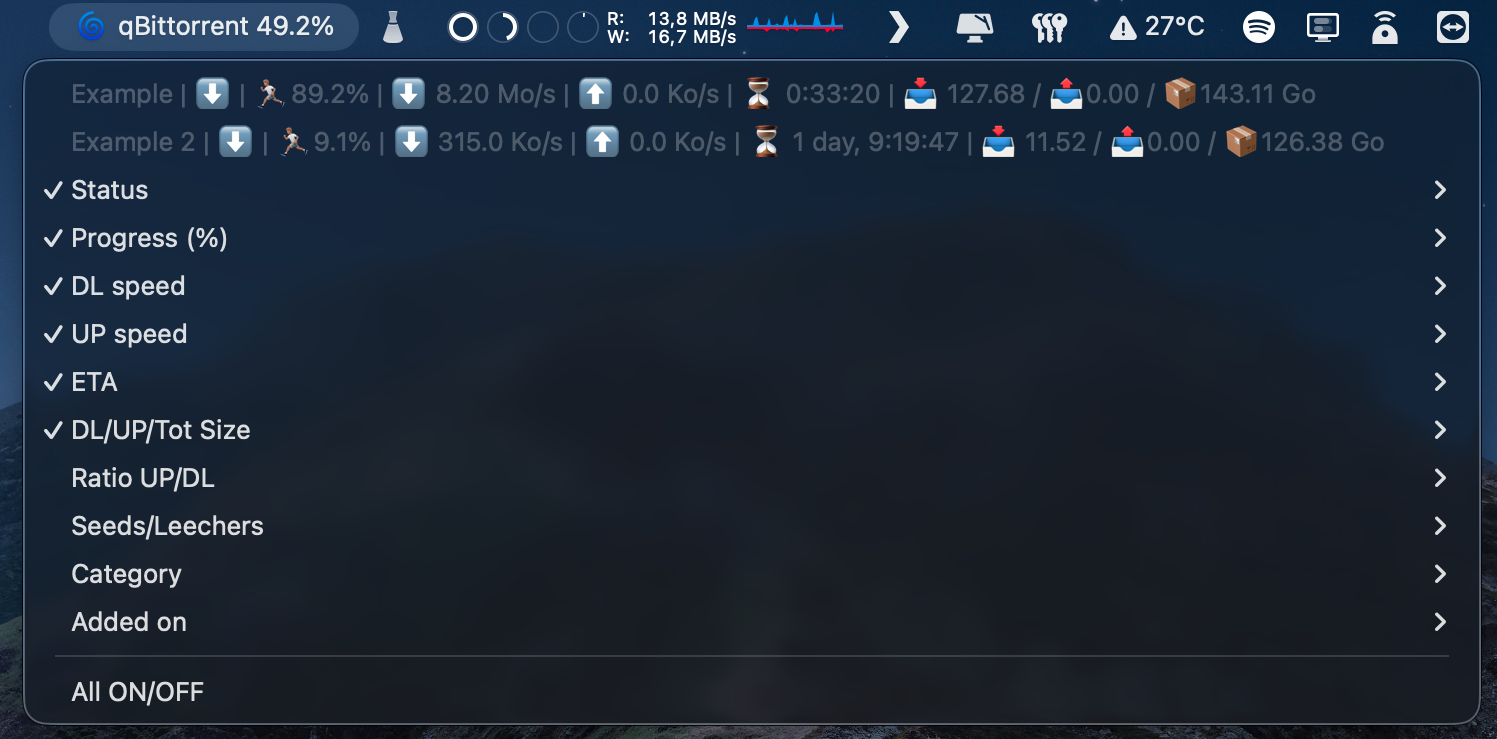 qBittorrent 49.2%
R: 13,8 MB/s
W: 16,7 MB/s
27°C
Example | ⬇️ | 🏃🏽 89.2% | ⬇️ 8.20 Mo/s | ⬆️ 0.0 Ko/s | ⏳ 0:33:20 | 📥 127.68 / 📤0.00 / 📦143.11 Go
Example 2 | ⬇️ | 🏃🏽 9.1% | ⬇️ 315.0 Ko/s | ⬆️ 0.0 Ko/s | ⏳ 1 day, 9:19:47 | 📥 11.52 / 📤0.00 / 📦126.38 Go
✓ Status
✓ Progress (%)
✓ DL speed
✓ UP speed
✓ ETA
✓ DL/UP/Tot Size
Ratio UP/DL
Seeds/Leechers
Category
Added on
All ON/OFF